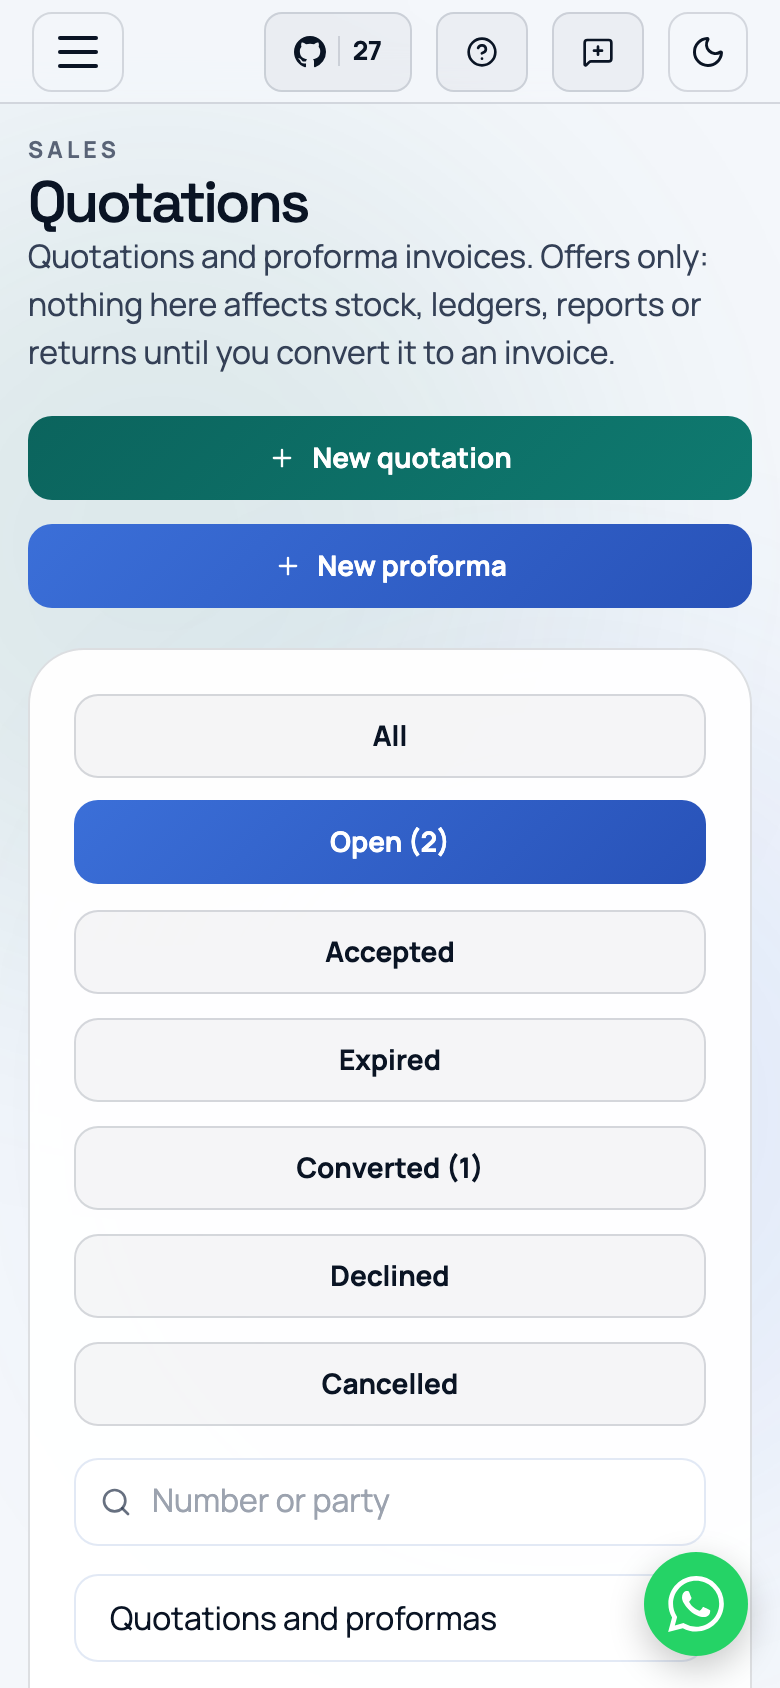 27
SALES
Quotations
Quotations and proforma invoices. Offers only:
nothing here affects stock, ledgers, reports or
returns until you convert it to an invoice.
+ New quotation
+ New proforma
All
Open (2)
Accepted
Expired
Converted (1)
Declined
Cancelled
Number or party
Quotations and proformas